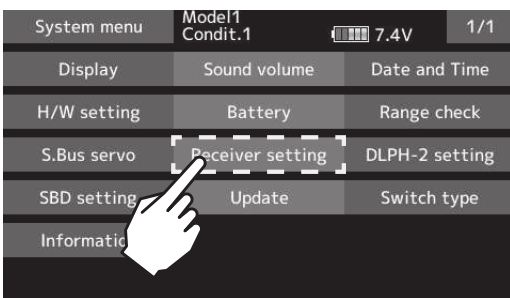 System menu
Model1
Condit.1
7.4V
1/1
Display
Sound volume
Date and Time
H/W setting
Battery
Range check
S.Bus servo
Receiver setting
DLPH-2 setting
SBD setting
Update
Switch type